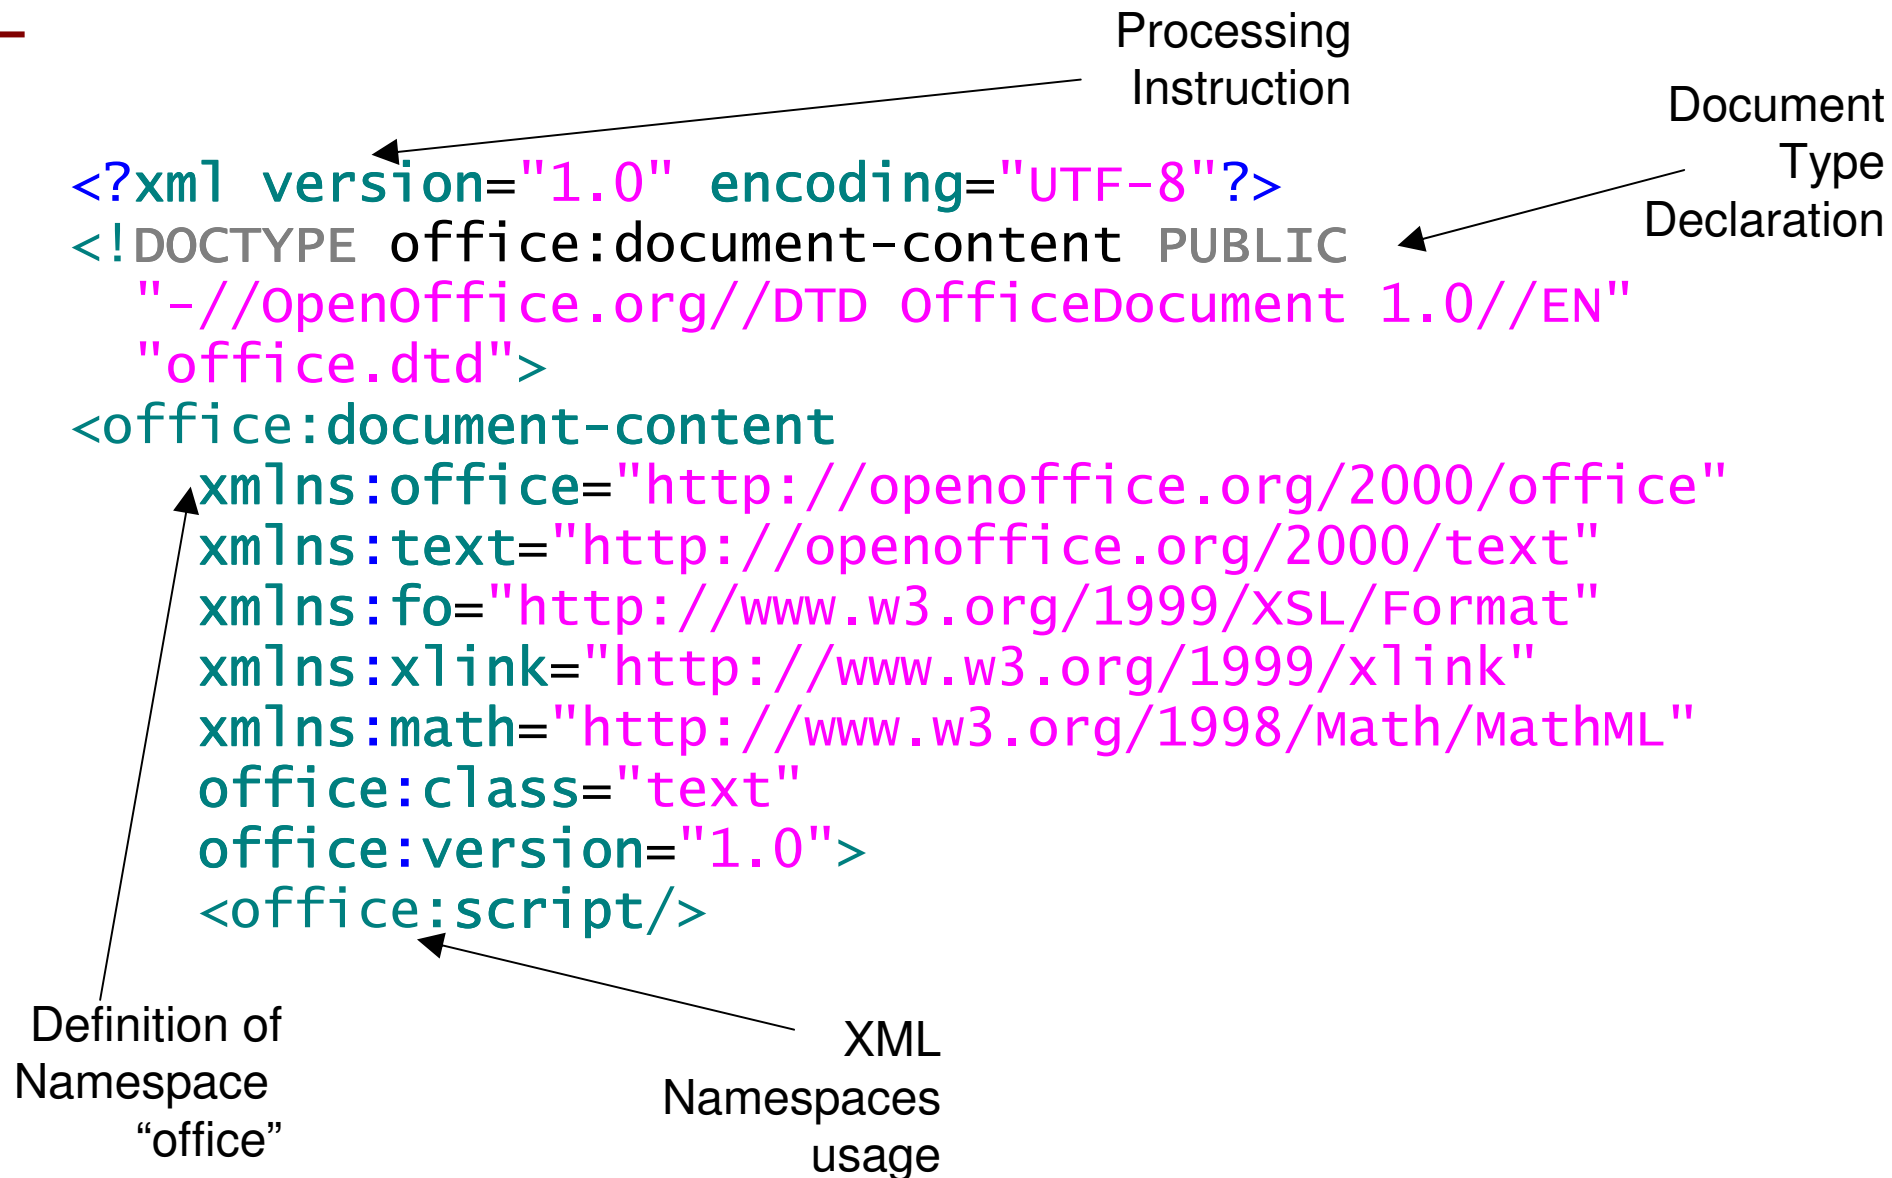 Processing
Instruction
Document
Type
Declaration
<?xml version="1.0" encoding="UTF-8"?>
<!DOCTYPE office:document-content PUBLIC
"-//OpenOffice.org//DTD OfficeDocument 1.0//EN"
"office.dtd">
<office:document-content
xmlns:office="http://openoffice.org/2000/office"
xmlns:text="http://openoffice.org/2000/text"
xmlns:fo="http://www.w3.org/1999/XSL/Format"
xmlns:xlink="http://www.w3.org/1999/xlink"
xmlns:math="http://www.w3.org/1998/Math/MathML"
office:class="text"
office:version="1.0">
<office:script/>
Definition of
Namespace
“office”
XML
Namespaces
usage